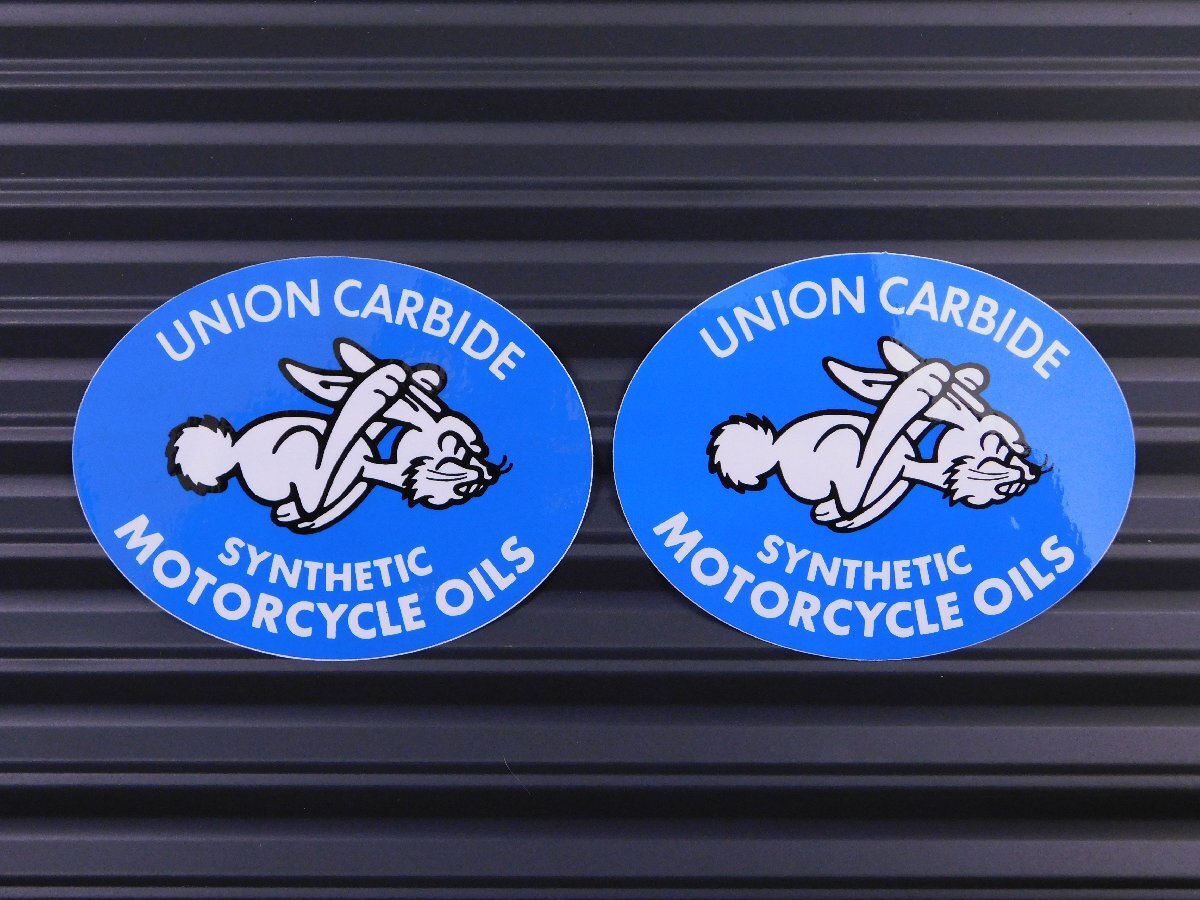 UNION CARBIDE
SYNTHETIC
MOTORCYCLE OILS
UNION CARBIDE
SYNTHETIC
MOTORCYCLE OILS